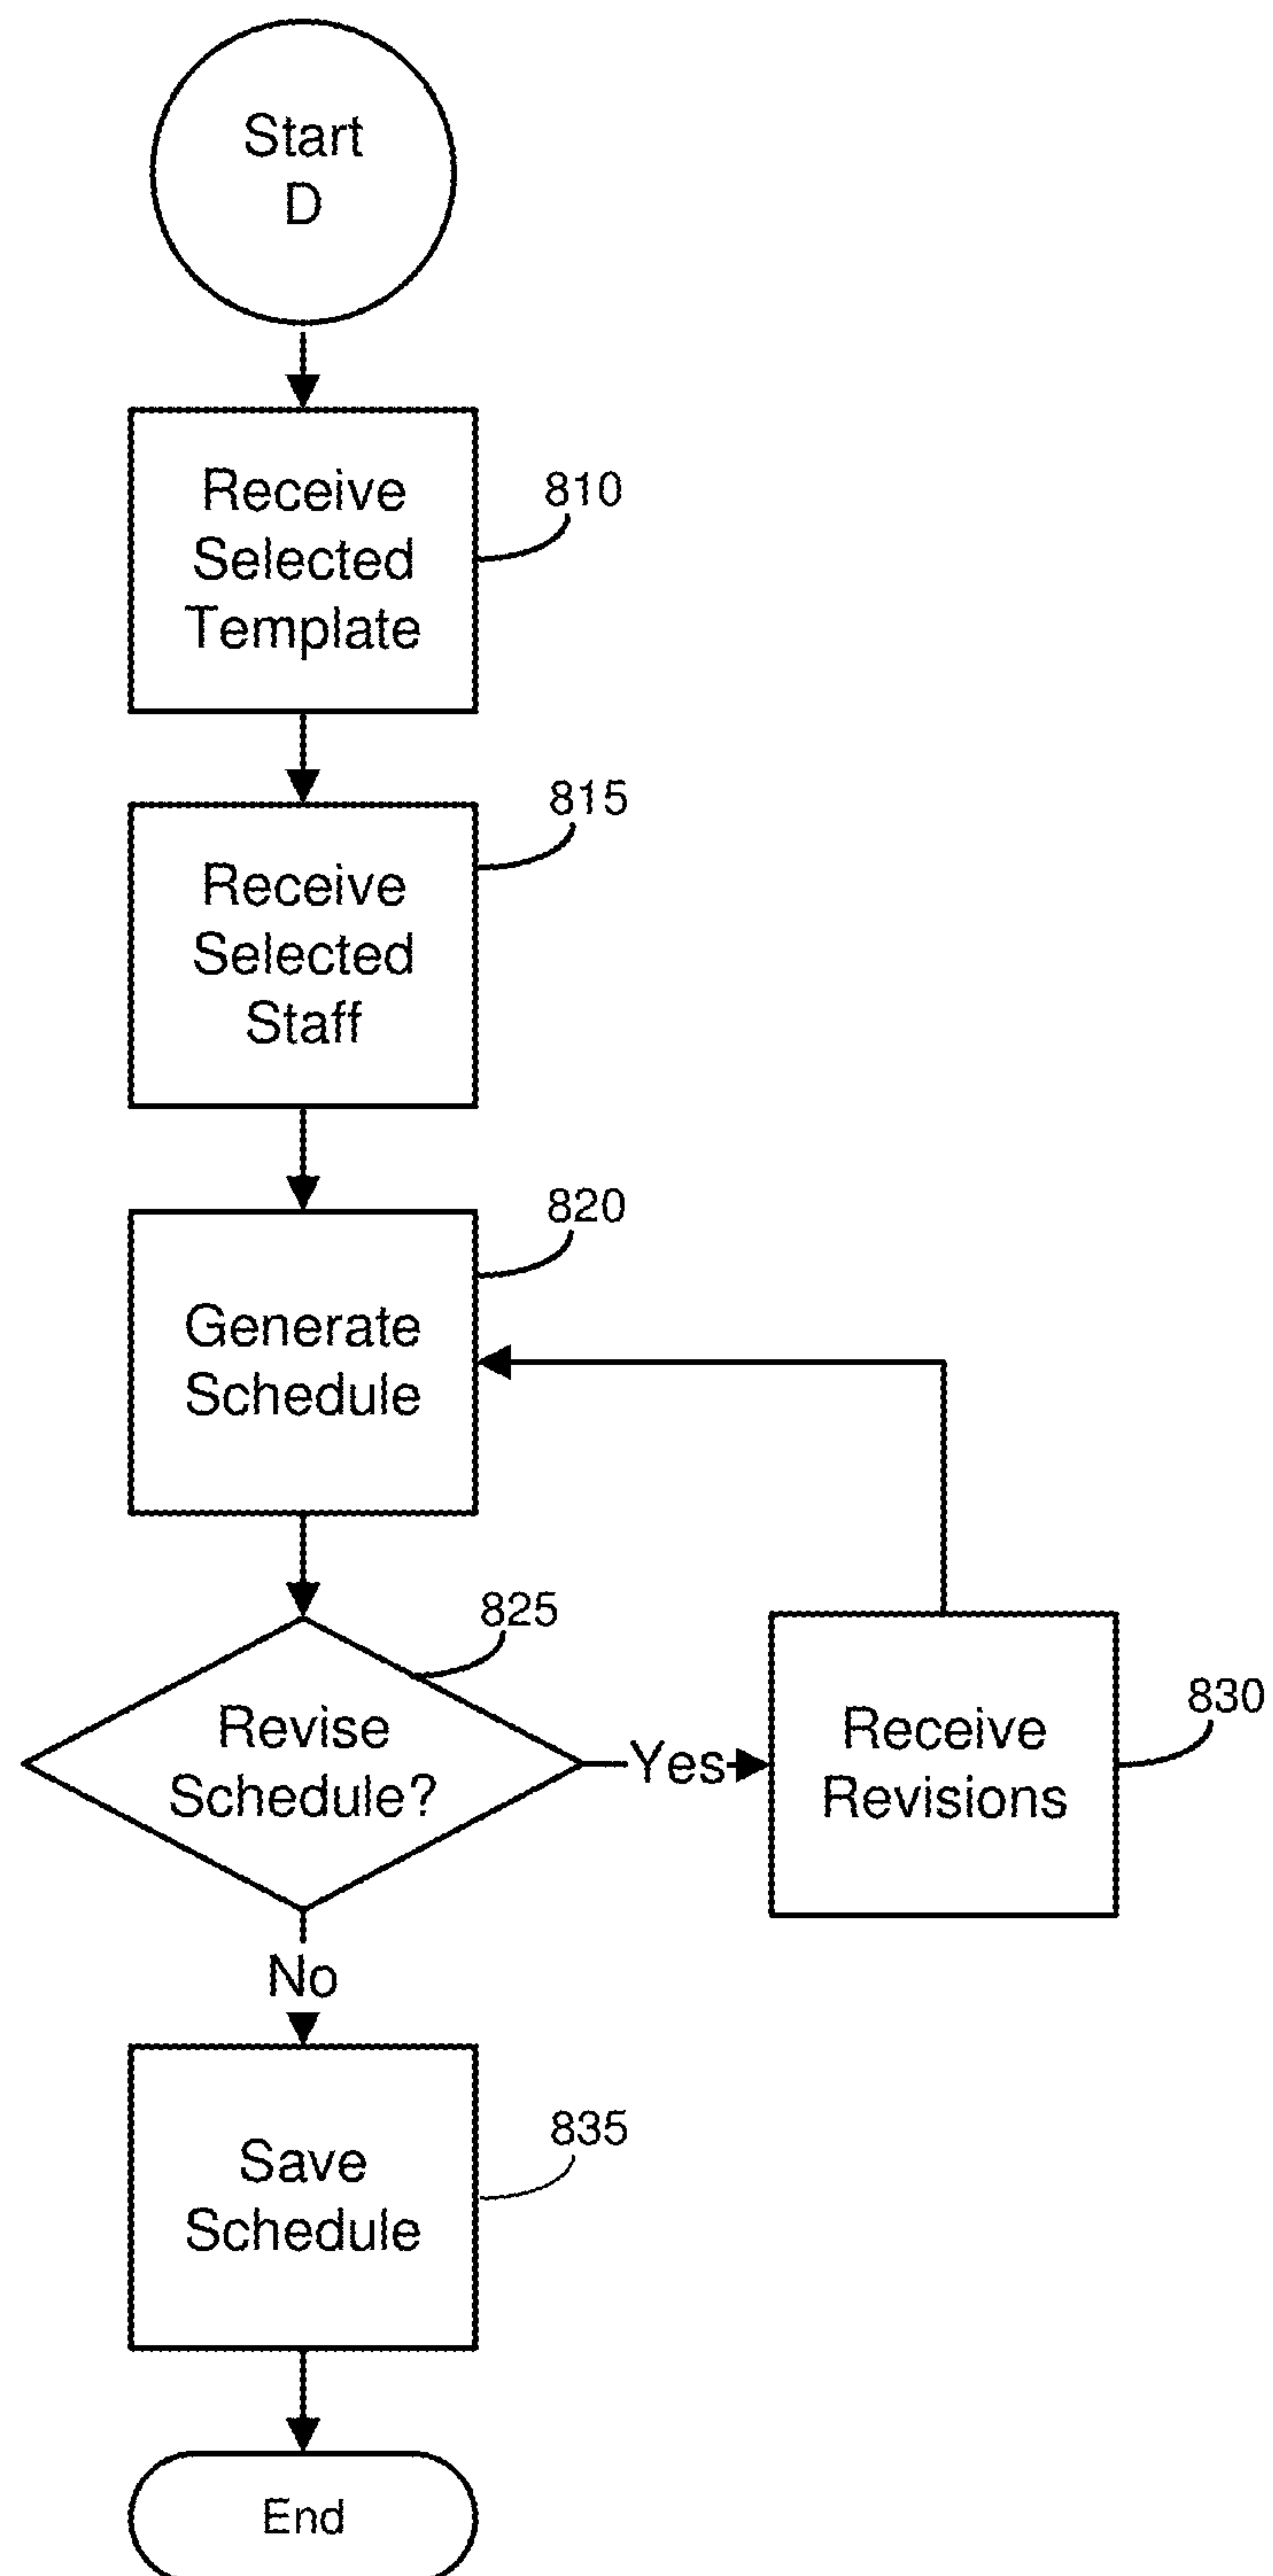 Start
D
Receive
Selected
Template
810
Receive
Selected
Staff
815
Generate
Schedule
820
Revise
Schedule?
825
Yes
Receive
Revisions
830
No
Save
Schedule
835
End